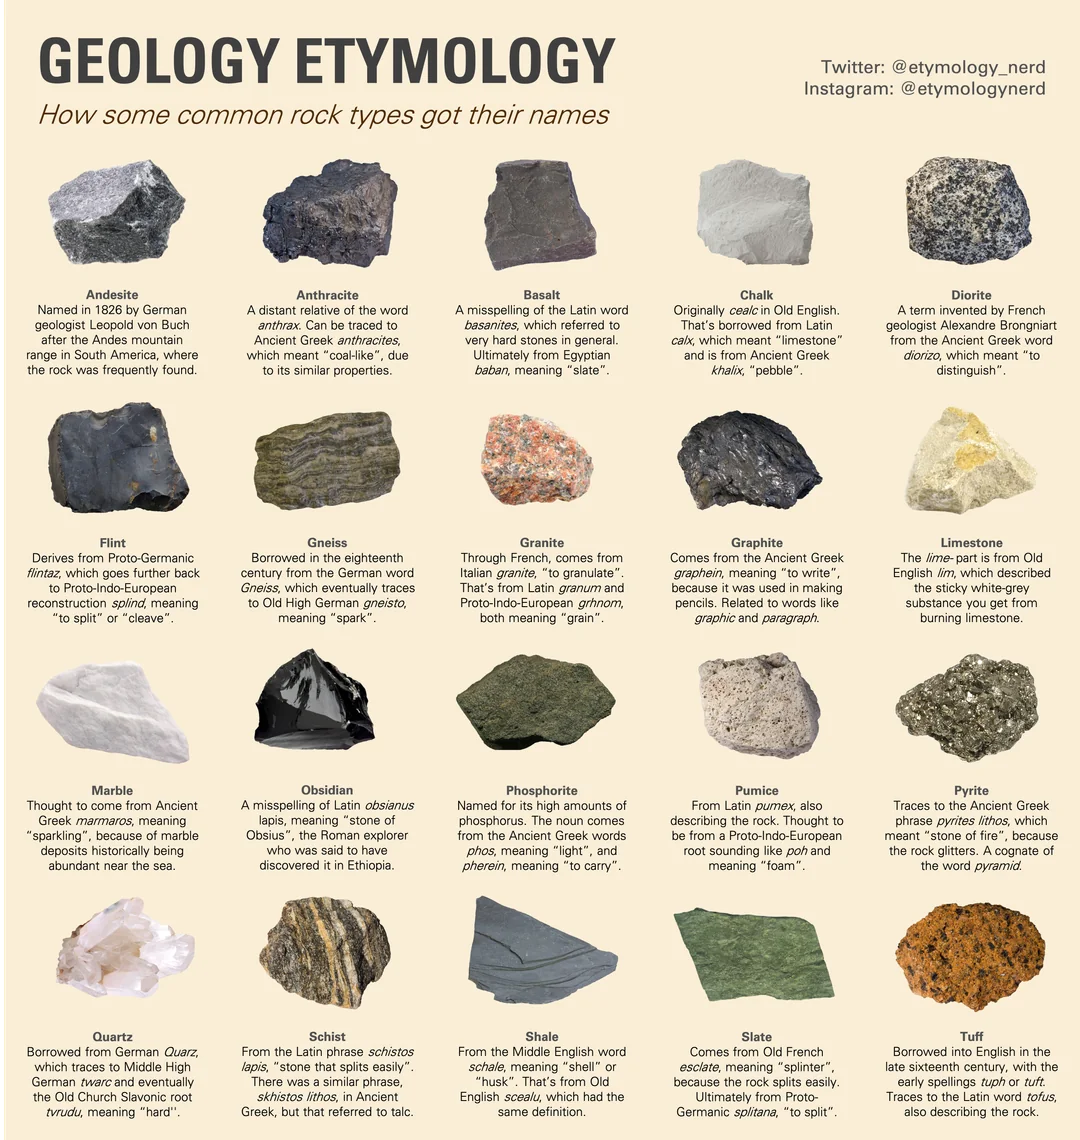 GEOLOGY ETYMOLOGY
How some common rock types got their names
Twitter: @etymology_nerd
Instagram: @etymologynerd
Andesite
Named in 1826 by German
geologist Leopold von Buch
after the Andes mountain
range in South America, where
the rock was frequently found.
Anthracite
A distant relative of the word
anthrax. Can be traced to
Ancient Greek anthracites,
which meant “coal-like”, due
to its similar properties.
Basalt
A misspelling of the Latin word
basanites, which referred to
very hard stones in general.
Ultimately from Egyptian
baban, meaning “slate”.
Chalk
Originally cealc in Old English.
That’s borrowed from Latin
calx, which meant “limestone”
and is from Ancient Greek
khalix, “pebble”.
Diorite
A term invented by French
geologist Alexandre Brongniart
from the Ancient Greek word
diorizo, which meant “to
distinguish”.
Flint
Derives from Proto-Germanic
flintaz, which goes further back
to Proto-Indo-European
reconstruction splind, meaning
“to split” or “cleave”.
Gneiss
Borrowed in the eighteenth
century from the German word
Gneiss, which eventually traces
to Old High German gneisto,
meaning “spark”.
Granite
Through French, comes from
Italian granite, “to granulate”.
That’s from Latin granum and
Proto-Indo-European grhnom,
both meaning “grain”.
Graphite
Comes from the Ancient Greek
graphein, meaning “to write”,
because it was used in making
pencils. Related to words like
graphic and paragraph.
Limestone
The lime- part is from Old
English lim, which described
the sticky white-grey
substance you get from
burning limestone.
Marble
Thought to come from Ancient
Greek marmaros, meaning
“sparkling”, because of marble
deposits historically being
abundant near the sea.
Obsidian
A misspelling of Latin obsianus
lapis, meaning “stone of
Obsius”, the Roman explorer
who was said to have
discovered it in Ethiopia.
Phosphorite
Named for its high amounts of
phosphorus. The noun comes
from the Ancient Greek words
phos, meaning “light”, and
pherein, meaning “to carry”.
Pumice
From Latin pumex, also
describing the rock. Thought to
be from a Proto-Indo-European
root sounding like poh and
meaning “foam”.
Pyrite
Traces to the Ancient Greek
phrase pyrites lithos, which
meant “stone of fire”, because
the rock glitters. A cognate of
the word pyramid.
Quartz
Borrowed from German Quarz,
which traces to Middle High
German twarc and eventually
the Old Church Slavonic root
tvrudu, meaning “hard''.
Schist
From the Latin phrase schistos
lapis, “stone that splits easily”.
There was a similar phrase,
skhistos lithos, in Ancient
Greek, but that referred to talc.
Shale
From the Middle English word
schale, meaning “shell” or
“husk”. That’s from Old
English scealu, which had the
same definition.
Slate
Comes from Old French
esclate, meaning “splinter”,
because the rock splits easily.
Ultimately from Proto-
Germanic splitana, “to split”.
Tuff
Borrowed into English in the
late sixteenth century, with the
early spellings tuph or tuft.
Traces to the Latin word tofus,
also describing the rock.